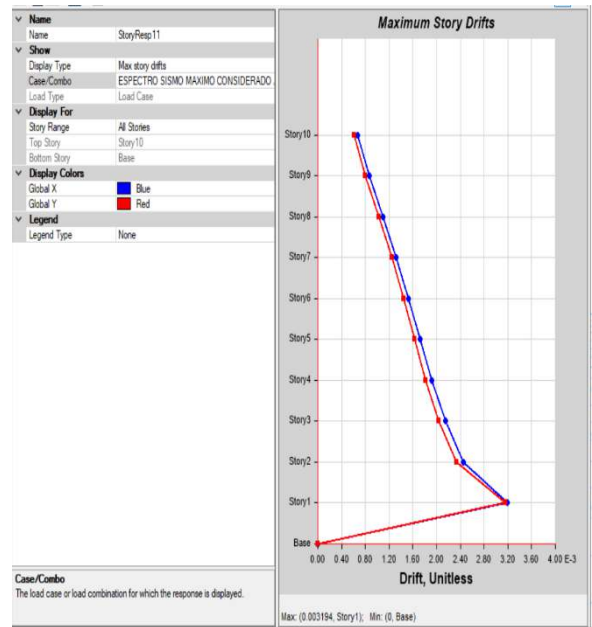 Name
Name StoryResp11
Show
Display Type Max story drifts
Case/Combo ESPECTRO SISMO MAXIMO CONSIDERADO
Load Type Load Case
Display For
Story Range All Stories
Top Story Story10
Bottom Story Base
Display Colors
Global X Blue
Global Y Red
Legend
Legend Type None
Case/Combo
The load case or load combination for which the response is displayed.
Maximum Story Drifts
Story10
Story9
Story8
Story7
Story6
Story5
Story4
Story3
Story2
Story1
Base
0.00 0.40 0.80 1.20 1.60 2.00 2.40 2.80 3.20 3.60 4.00 E-3
Drift, Unitless
Max: (0.003194, Story1); Min: (0, Base)